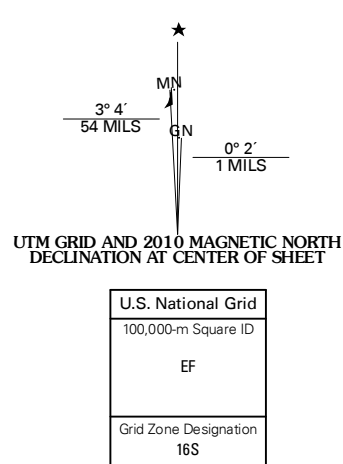 ★
MN
3° 4´
54 MILS
GN
0° 2´
1 MILS
UTM GRID AND 2010 MAGNETIC NORTH
DECLINATION AT CENTER OF SHEET
U.S. National Grid
100,000-m Square ID
EF
Grid Zone Designation
16S